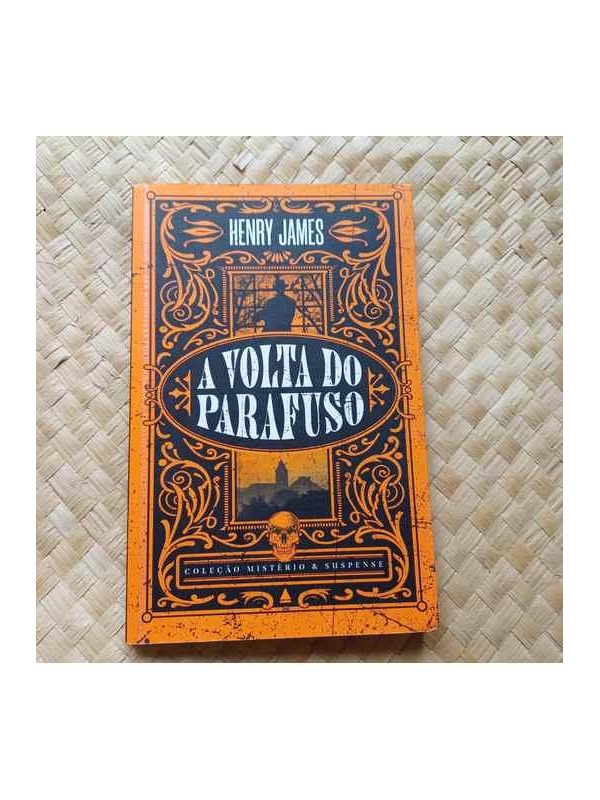 HENRY JAMES
A VOLTA DO
PARAFUSO
COLEÇÃO MISTÉRIO & SUSPENSE